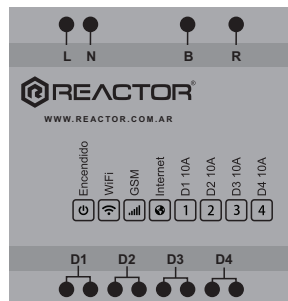 L N B R
REACTOR®
WWW.REACTOR.COM.AR
Encendido WiFi GSM Internet D1 10A D2 10A D3 10A D4 10A
1 2 3 4
D1 D2 D3 D4